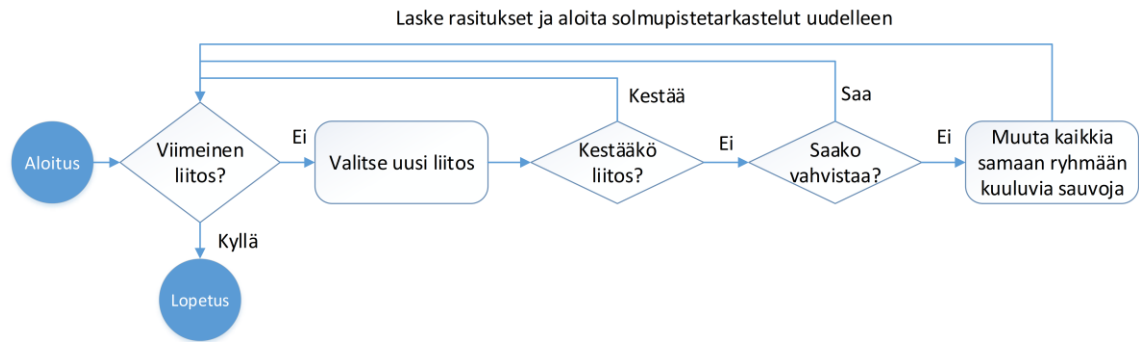 Laske rasitukset ja aloita solmupistetarkastelut uudelleen
Kestää
Saa
Aloitus
Viimeinen
liitos?
Ei
Valitse uusi liitos
Kestääkö
liitos?
Ei
Saako
vahvistaa?
Ei
Muuta kaikkia
samaan ryhmään
kuuluvia sauvoja
Kyllä
Lopetus